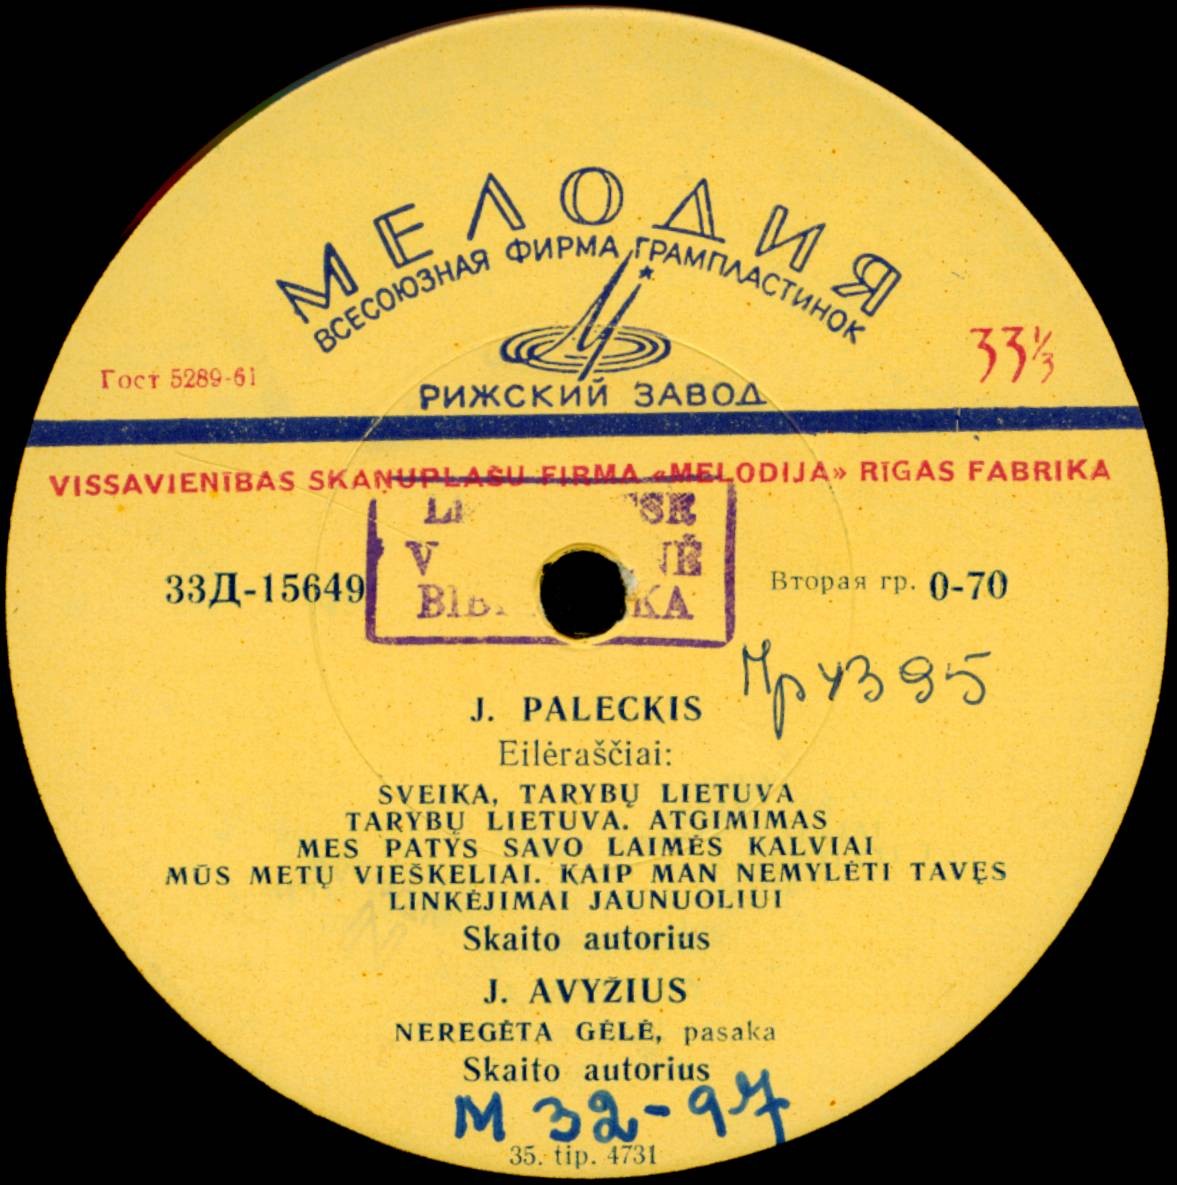 МЕЛОДИЯ
ВСЕСОЮЗНАЯ ФИРМА ГРАМПЛАСТИНОК
Гост 5289-61
33⅓
РИЖСКИЙ ЗАВОД
VISSAVIENĪBAS SKAŅUPLAŠU FIRMA «MELODIJA» RĪGAS FABRIKA
33Д-15649
Вторая гр. 0-70
J. PALECKIS
Eilėraščiai:
SVEIKA, TARYBŲ LIETUVA
TARYBŲ LIETUVA. ATGIMIMAS
MES PATYS SAVO LAIMĖS KALVIAI
MŪS METŲ VIEŠKELIAI. KAIP MAN NEMYLĖTI TAVĘS
LINKĖJIMAI JAUNUOLIUI
Skaito autorius
J. AVYŽIUS
NEREGĖTA GĖLĖ, pasaka
Skaito autorius
M 32-97
35. tip. 4731